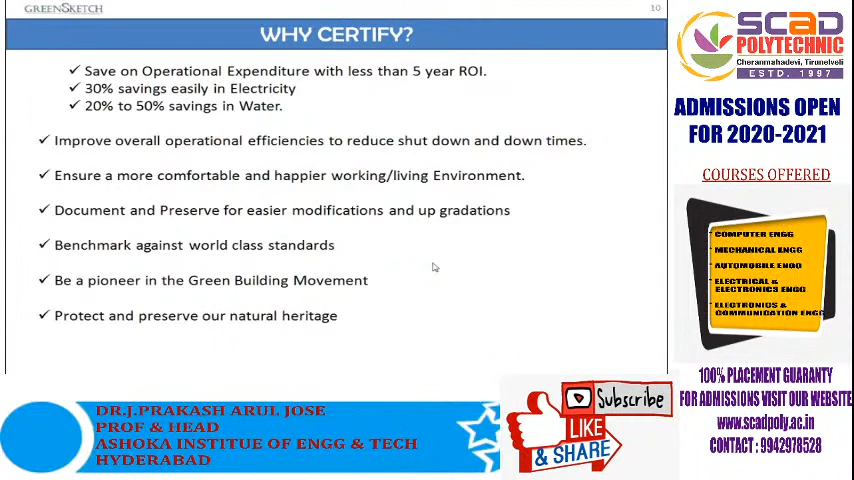 GREENSKETCH
10
WHY CERTIFY?
✓ Save on Operational Expenditure with less than 5 year ROI.
✓ 30% savings easily in Electricity
✓ 20% to 50% savings in Water.
✓ Improve overall operational efficiencies to reduce shut down and down times.
✓ Ensure a more comfortable and happier working/living Environment.
✓ Document and Preserve for easier modifications and up gradations
✓ Benchmark against world class standards
✓ Be a pioneer in the Green Building Movement
✓ Protect and preserve our natural heritage
SCAD
POLYTECHNIC
Cheranmahadevi, Tirunelveli
ESTD. 1997
ADMISSIONS OPEN
FOR 2020-2021
COURSES OFFERED
COMPUTER ENGG
MECHANICAL ENGG
AUTOMOBILE ENGG
ELECTRICAL &
ELECTRONICS ENGG
ELECTRONICS &
COMMUNICATION ENGG
100% PLACEMENT GUARANTY
FOR ADMISSIONS VISIT OUR WEBSITE
www.scadpoly.ac.in
CONTACT : 9942978528
DR.J.PRAKASH ARUL JOSE
PROF & HEAD
ASHOKA INSTITUE OF ENGG & TECH
HYDERABAD
Subscribe
LIKE
& SHARE